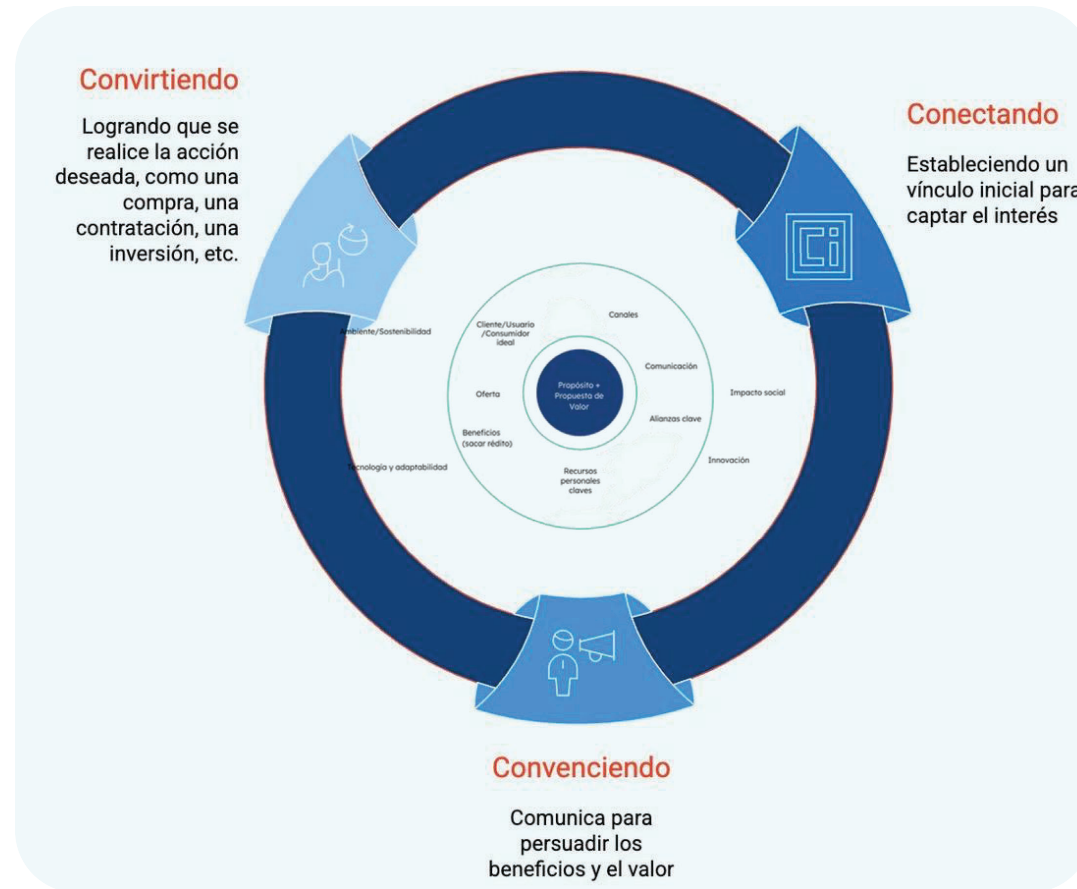 Convirtiendo
Logrando que se
realice la acción
deseada, como una
compra, una
contratación, una
inversión, etc.
Conectando
Estableciendo un
vínculo inicial para
captar el interés
Ci
Ambiente/Sostenibilidad
Cliente/Usuario
/Consumidor
ideal
Canales
Comunicación
Oferta
Propósito +
Propuesta de
Valor
Impacto social
Alianzas clave
Beneficios
(sacar rédito)
Tecnología y adaptabilidad
Innovación
Recursos
personales
claves
Convenciendo
Comunica para
persuadir los
beneficios y el valor